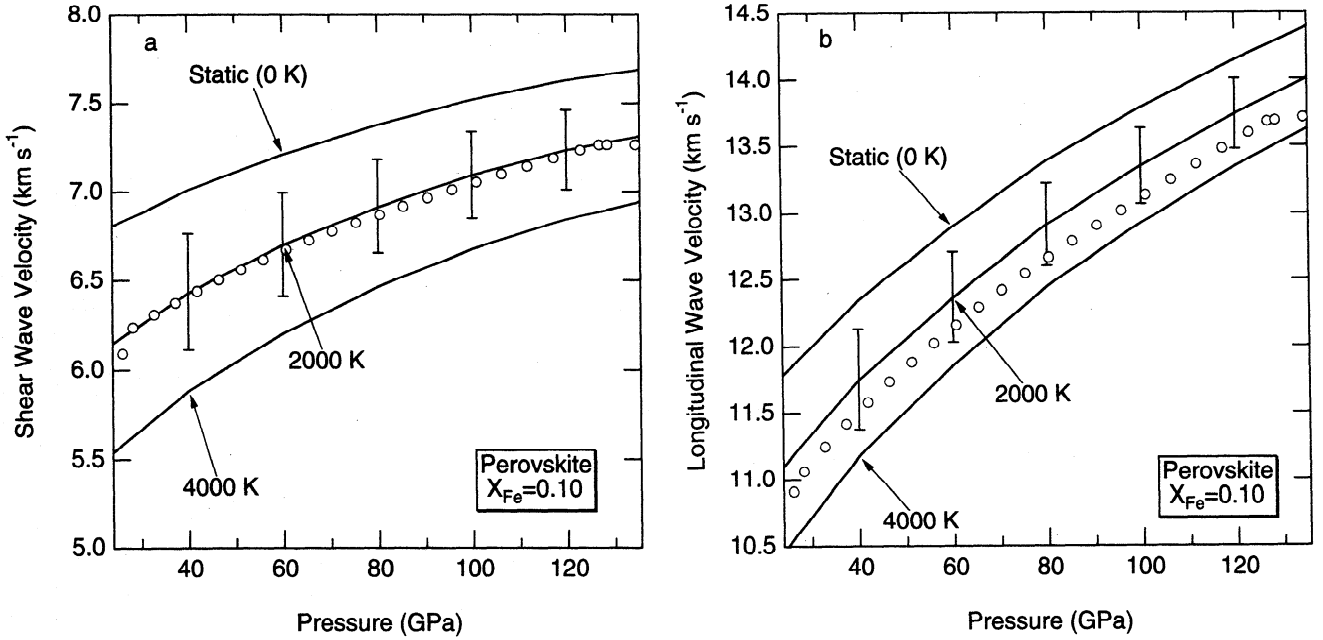 a
Static (0 K)
2000 K
4000 K
Perovskite
X_Fe=0.10
8.0
7.5
7.0
6.5
6.0
5.5
5.0
40
60
80
100
120
Shear Wave Velocity (km s⁻¹)
Pressure (GPa)
b
Static (0 K)
2000 K
4000 K
Perovskite
X_Fe=0.10
14.5
14.0
13.5
13.0
12.5
12.0
11.5
11.0
10.5
40
60
80
100
120
Longitudinal Wave Velocity (km s⁻¹)
Pressure (GPa)